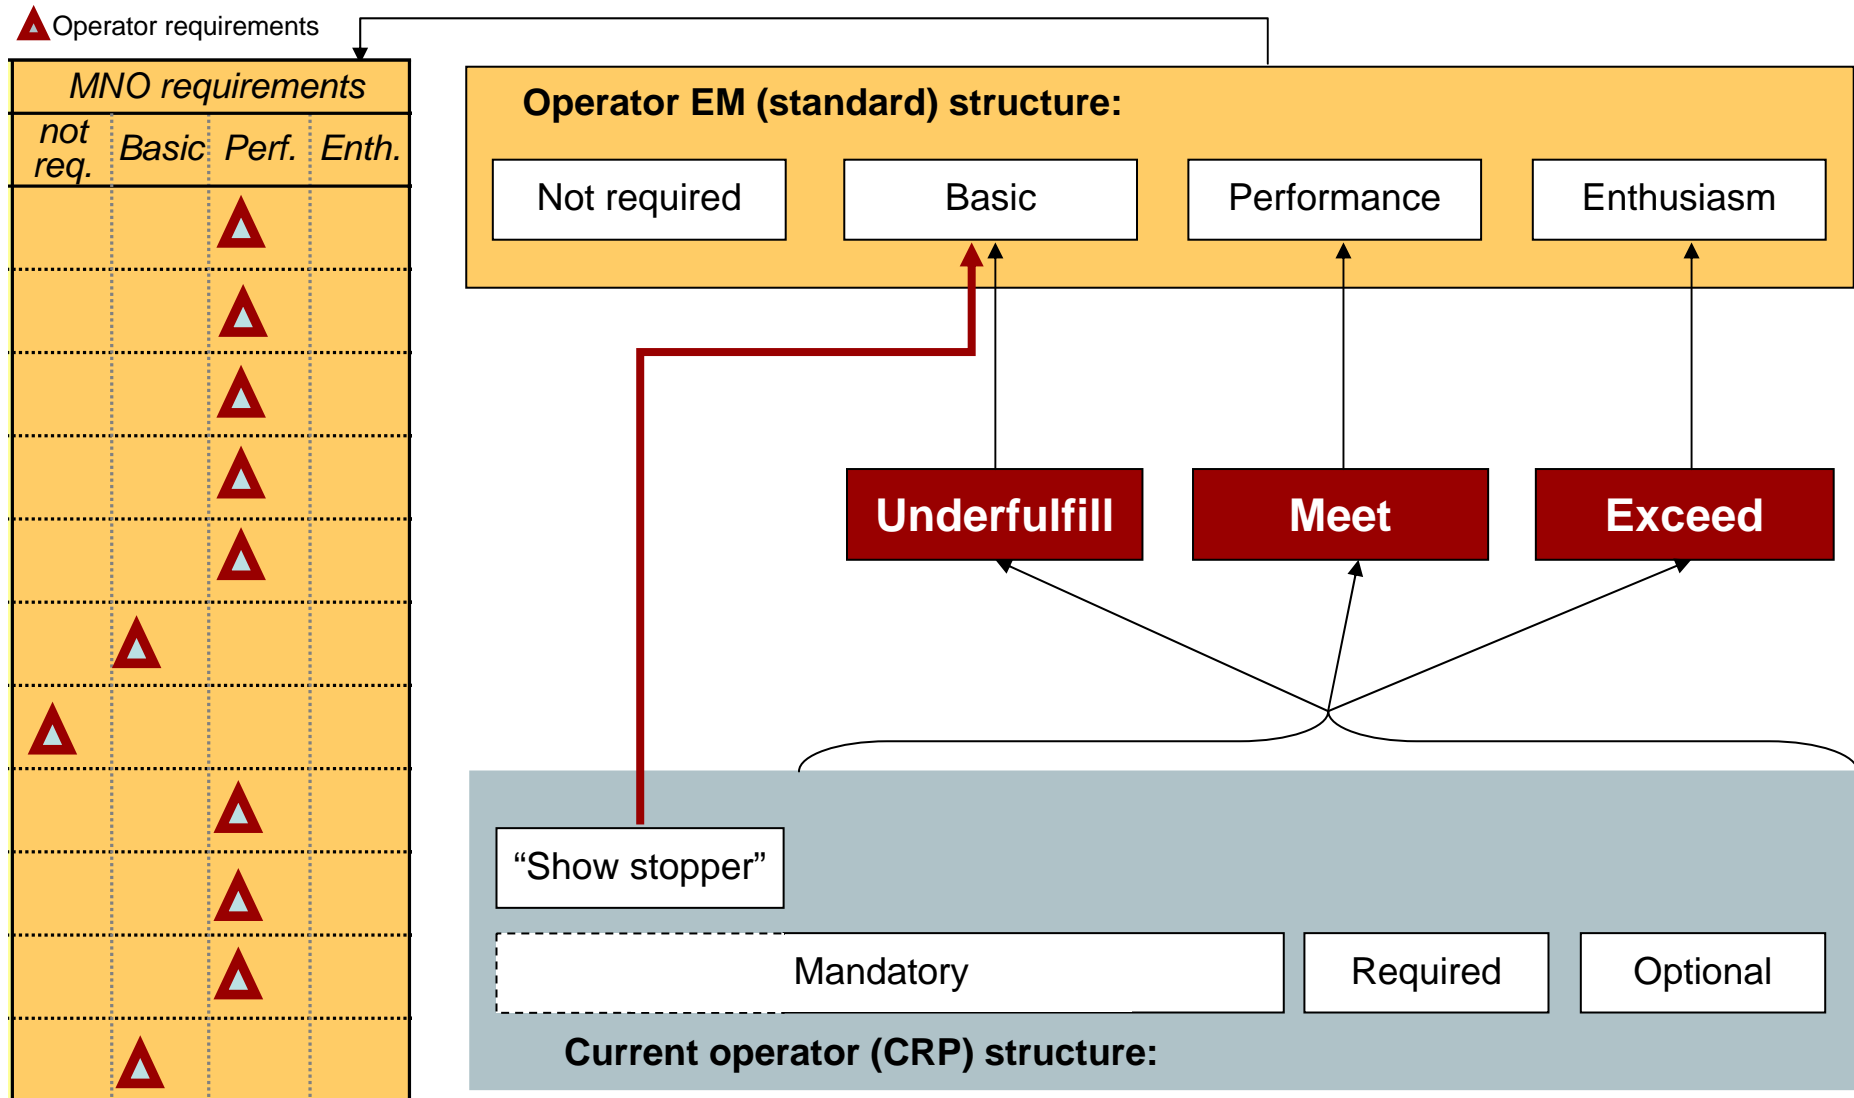 Operator requirements
MNO requirements
not
req.
Basic
Perf.
Enth.
Operator EM (standard) structure:
Not required
Basic
Performance
Enthusiasm
Underfulfill
Meet
Exceed
“Show stopper”
Mandatory
Required
Optional
Current operator (CRP) structure: